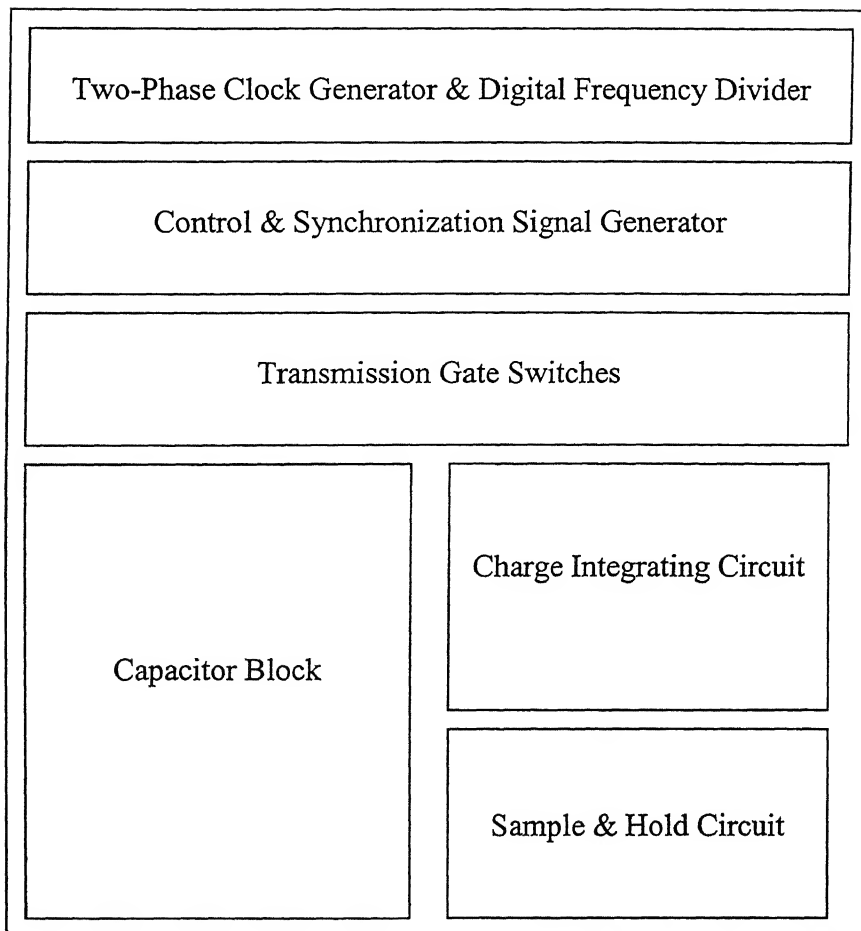 Two-Phase Clock Generator & Digital Frequency Divider
Control & Synchronization Signal Generator
Transmission Gate Switches
Capacitor Block
Charge Integrating Circuit
Sample & Hold Circuit